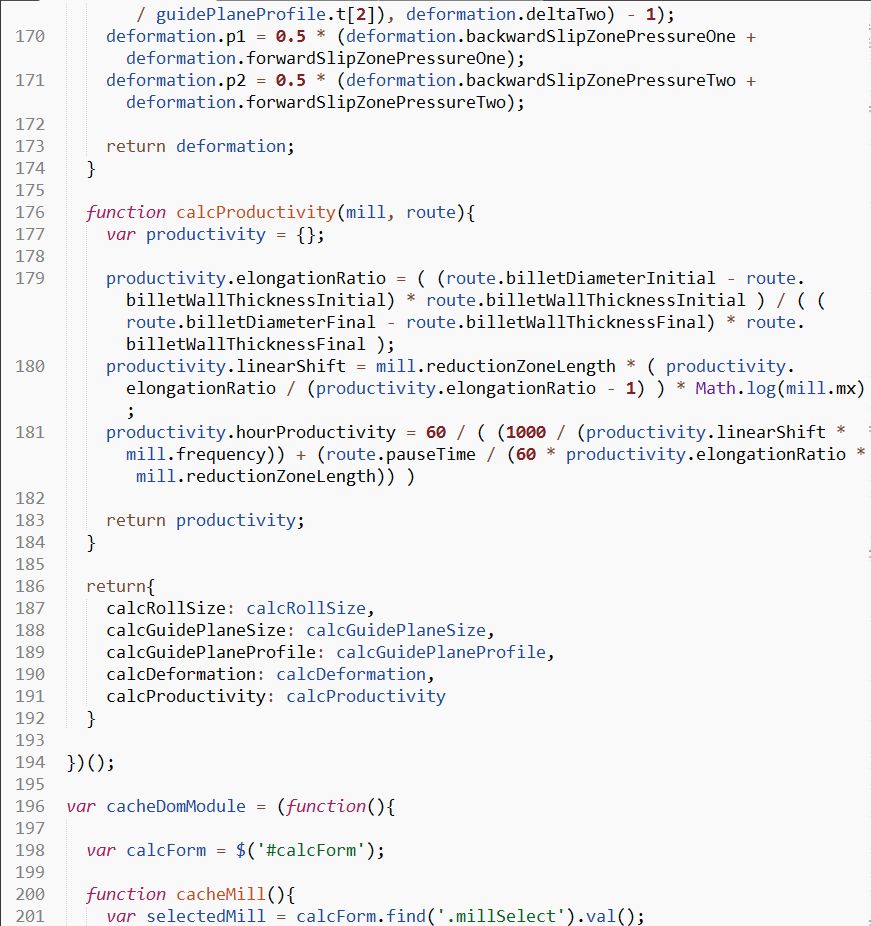 / guidePlaneProfile.t[2]), deformation.deltaTwo) - 1);
170 deformation.p1 = 0.5 * (deformation.backwardSlipZonePressureOne +
deformation.forwardSlipZonePressureOne);
171 deformation.p2 = 0.5 * (deformation.backwardSlipZonePressureTwo +
deformation.forwardSlipZonePressureTwo);
172
173 return deformation;
174 }
175
176 function calcProductivity(mill, route){
177 var productivity = {};
178
179 productivity.elongationRatio = ( (route.billetDiameterInitial - route.
billetWallThicknessInitial) * route.billetWallThicknessInitial ) / ( (
route.billetDiameterFinal - route.billetWallThicknessFinal) * route.
billetWallThicknessFinal );
180 productivity.linearShift = mill.reductionZoneLength * ( productivity.
elongationRatio / (productivity.elongationRatio - 1) ) * Math.log(mill.mx)
;
181 productivity.hourProductivity = 60 / ( (1000 / (productivity.linearShift *
mill.frequency)) + (route.pauseTime / (60 * productivity.elongationRatio *
mill.reductionZoneLength)) )
182
183 return productivity;
184 }
185
186 return{
187 calcRollSize: calcRollSize,
188 calcGuidePlaneSize: calcGuidePlaneSize,
189 calcGuidePlaneProfile: calcGuidePlaneProfile,
190 calcDeformation: calcDeformation,
191 calcProductivity: calcProductivity
192 }
193
194 })();
195
196 var cacheDomModule = (function(){
197
198 var calcForm = $('#calcForm');
199
200 function cacheMill(){
201 var selectedMill = calcForm.find('.millSelect').val();